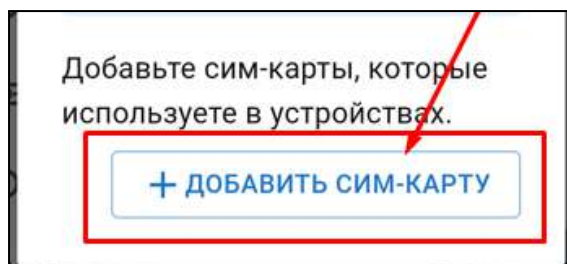 Добавьте сим-карты, которые
используете в устройствах.
+ ДОБАВИТЬ СИМ-КАРТУ